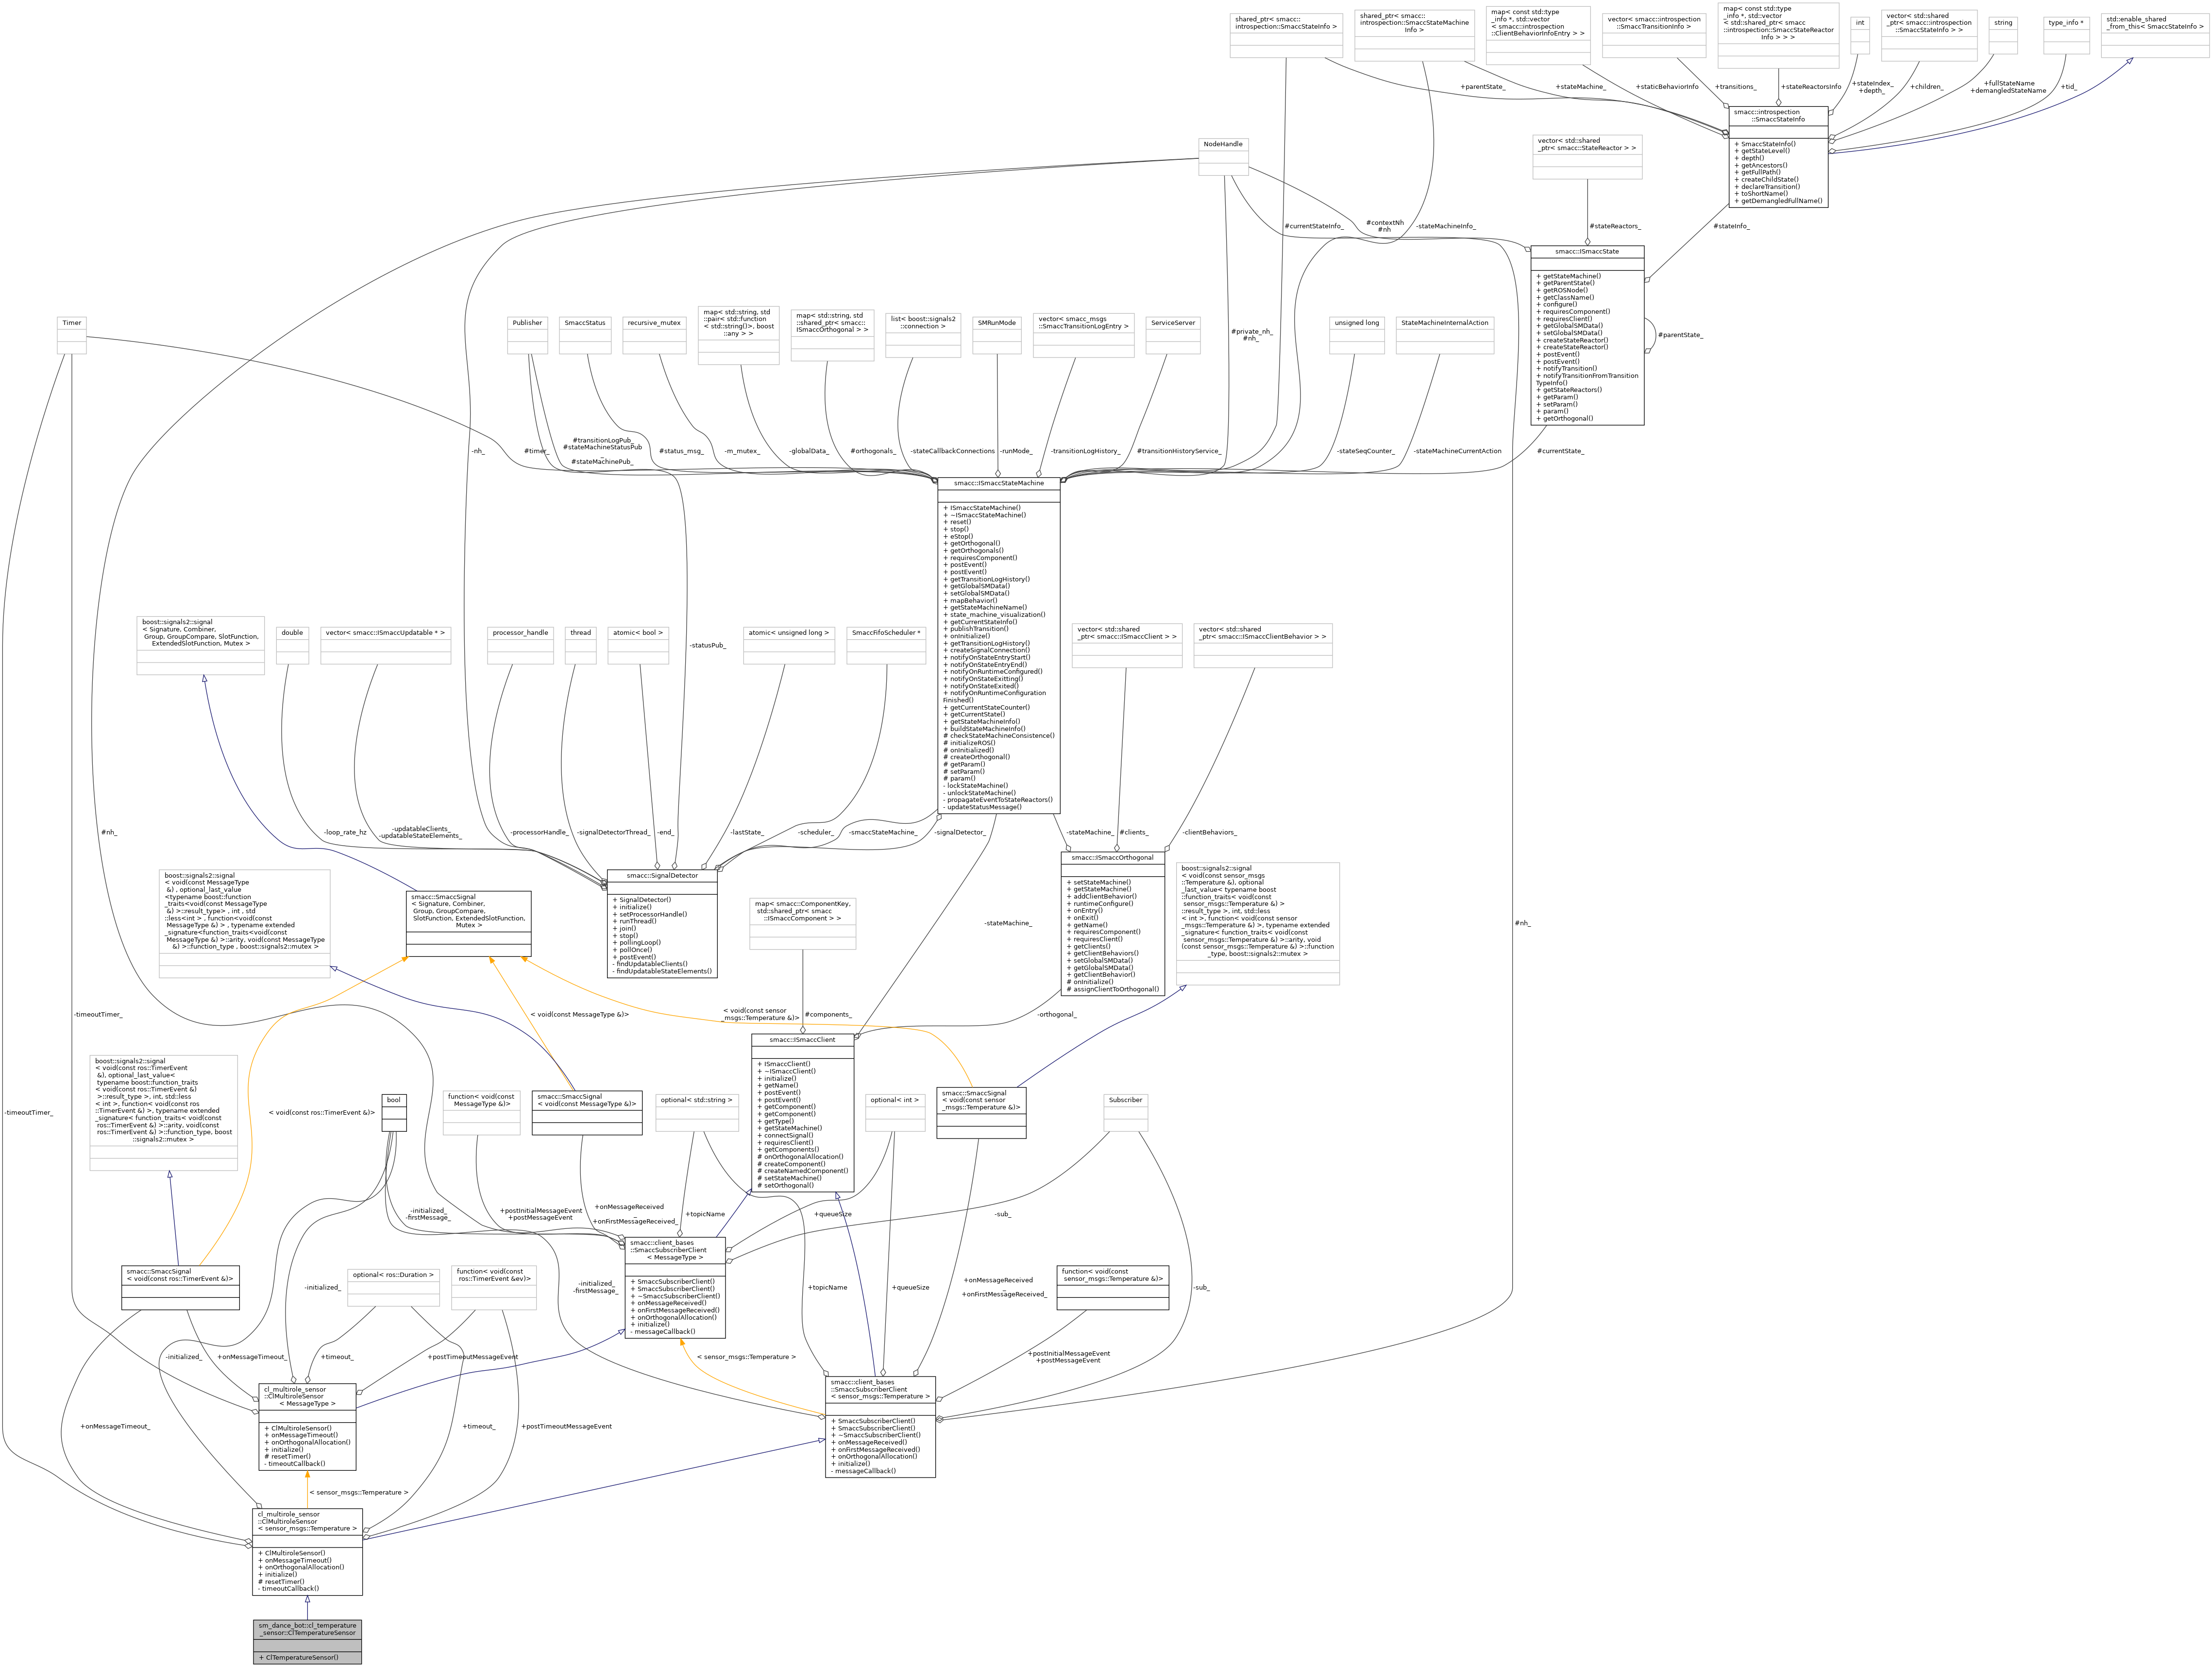 shared_ptr< smacc::
introspection::SmaccStateInfo >
shared_ptr< smacc::
introspection::SmaccStateMachine
Info >
map< const std::type
_info *, std::vector
< smacc::introspection
::ClientBehaviorInfoEntry > >
vector< smacc::introspection
::SmaccTransitionInfo >
map< const std::type
_info *, std::vector
< std::shared_ptr< smacc
::introspection::SmaccStateReactor
Info > > >
int
vector< std::shared
_ptr< smacc::introspection
::SmaccStateInfo > >
string
type_info *
std::enable_shared
_from_this< SmaccStateInfo >
+parentState_
+stateMachine_
+staticBehaviorInfo
+transitions_
+stateReactorsInfo
+stateIndex_
+depth_
+children_
+fullStateName
+demangledStateName
+tid_
smacc::introspection
::SmaccStateInfo
+ SmaccStateInfo()
+ getStateLevel()
+ depth()
+ getAncestors()
+ getFullPath()
+ createChildState()
+ declareTransition()
+ toShortName()
+ getDemangledFullName()
NodeHandle
vector< std::shared
_ptr< smacc::StateReactor > >
#currentStateInfo_
#contextNh
#nh
-stateMachineInfo_
#stateReactors_
#stateInfo_
smacc::ISmaccState
+ getStateMachine()
+ getParentState()
+ getROSNode()
+ getClassName()
+ configure()
+ requiresComponent()
+ requiresClient()
+ getGlobalSMData()
+ setGlobalSMData()
+ createStateReactor()
+ createStateReactor()
+ postEvent()
+ postEvent()
+ notifyTransition()
+ notifyTransitionFromTransition
TypeInfo()
+ getStateReactors()
+ getParam()
+ setParam()
+ param()
+ getOrthogonal()
#parentState_
Timer
Publisher
SmaccStatus
recursive_mutex
map< std::string, std
::pair< std::function
< std::string()>, boost
::any > >
map< std::string, std
::shared_ptr< smacc::
ISmaccOrthogonal > >
list< boost::signals2
::connection >
SMRunMode
vector< smacc_msgs
::SmaccTransitionLogEntry >
ServiceServer
#private_nh_
#nh_
unsigned long
StateMachineInternalAction
-nh_
#timer_
#transitionLogPub_
#stateMachineStatusPub
_
#stateMachinePub_
#status_msg_
-m_mutex_
-globalData_
#orthogonals_
-stateCallbackConnections
-runMode_
-transitionLogHistory_
#transitionHistoryService_
-stateSeqCounter_
-stateMachineCurrentAction
#currentState_
smacc::ISmaccStateMachine
+ ISmaccStateMachine()
+ ~ISmaccStateMachine()
+ reset()
+ stop()
+ eStop()
+ getOrthogonal()
+ getOrthogonals()
+ requiresComponent()
+ postEvent()
+ postEvent()
+ getTransitionLogHistory()
+ getGlobalSMData()
+ setGlobalSMData()
+ mapBehavior()
+ getStateMachineName()
+ state_machine_visualization()
+ getCurrentStateInfo()
+ publishTransition()
+ onInitialize()
+ getTransitionLogHistory()
+ createSignalConnection()
+ notifyOnStateEntryStart()
+ notifyOnStateEntryEnd()
+ notifyOnRuntimeConfigured()
+ notifyOnStateExitting()
+ notifyOnStateExited()
+ notifyOnRuntimeConfiguration
Finished()
+ getCurrentStateCounter()
+ getCurrentState()
+ getStateMachineInfo()
+ buildStateMachineInfo()
# checkStateMachineConsistence()
# initializeROS()
# onInitialized()
# createOrthogonal()
# getParam()
# setParam()
# param()
- lockStateMachine()
- unlockStateMachine()
- propagateEventToStateReactors()
- updateStatusMessage()
boost::signals2::signal
< Signature, Combiner,
Group, GroupCompare, SlotFunction,
ExtendedSlotFunction, Mutex >
double
vector< smacc::ISmaccUpdatable * >
processor_handle
thread
atomic< bool >
-statusPub_
atomic< unsigned long >
SmaccFifoScheduler *
vector< std::shared
_ptr< smacc::ISmaccClient > >
vector< std::shared
_ptr< smacc::ISmaccClientBehavior > >
#nh_
-loop_rate_hz
-updatableClients_
-updatableStateElements_
-processorHandle_
-signalDetectorThread_
-end_
-lastState_
-scheduler_
-smaccStateMachine_
-signalDetector_
-stateMachine_
#clients_
-clientBehaviors_
smacc::SignalDetector
+ SignalDetector()
+ initialize()
+ setProcessorHandle()
+ runThread()
+ join()
+ stop()
+ pollingLoop()
+ pollOnce()
+ postEvent()
- findUpdatableClients()
- findUpdatableStateElements()
smacc::ISmaccOrthogonal
+ setStateMachine()
+ getStateMachine()
+ addClientBehavior()
+ runtimeConfigure()
+ onEntry()
+ onExit()
+ getName()
+ requiresComponent()
+ requiresClient()
+ getClients()
+ getClientBehaviors()
+ setGlobalSMData()
+ getGlobalSMData()
+ getClientBehavior()
# onInitialize()
# assignClientToOrthogonal()
boost::signals2::signal
< void(const MessageType
&) , optional_last_value
<typename boost::function
_traits<void(const MessageType
&) >::result_type> , int , std
::less<int > , function<void(const
MessageType &) > , typename extended
_signature<function_traits<void(const
MessageType &) >::arity, void(const MessageType
&) >::function_type , boost::signals2::mutex >
smacc::SmaccSignal
< Signature, Combiner,
Group, GroupCompare,
SlotFunction, ExtendedSlotFunction,
Mutex >
boost::signals2::signal
< void(const sensor_msgs
::Temperature &), optional
_last_value< typename boost
::function_traits< void(const
sensor_msgs::Temperature &) >
::result_type >, int, std::less
< int >, function< void(const sensor
_msgs::Temperature &) >, typename extended
_signature< function_traits< void(const
sensor_msgs::Temperature &) >::arity, void
(const sensor_msgs::Temperature &) >::function
_type, boost::signals2::mutex >
map< smacc::ComponentKey,
std::shared_ptr< smacc
::ISmaccComponent > >
-stateMachine_
#nh_
-timeoutTimer_
< void(const MessageType &)>
< void(const sensor
_msgs::Temperature &)>
#components_
-orthogonal_
smacc::ISmaccClient
+ ISmaccClient()
+ ~ISmaccClient()
+ initialize()
+ getName()
+ postEvent()
+ postEvent()
+ getComponent()
+ getComponent()
+ getType()
+ getStateMachine()
+ connectSignal()
+ requiresClient()
+ getComponents()
# onOrthogonalAllocation()
# createComponent()
# createNamedComponent()
# setStateMachine()
# setOrthogonal()
boost::signals2::signal
< void(const ros::TimerEvent
&), optional_last_value<
typename boost::function_traits
< void(const ros::TimerEvent &)
>::result_type >, int, std::less
< int >, function< void(const ros
::TimerEvent &) >, typename extended
_signature< function_traits< void(const
ros::TimerEvent &) >::arity, void(const
ros::TimerEvent &) >::function_type, boost
::signals2::mutex >
-timeoutTimer_
< void(const ros::TimerEvent &)>
bool
function< void(const
MessageType &)>
smacc::SmaccSignal
< void(const MessageType &)>
optional< std::string >
optional< int >
smacc::SmaccSignal
< void(const sensor
_msgs::Temperature &)>
Subscriber
-initialized_
-firstMessage_
+postInitialMessageEvent
+postMessageEvent
+onMessageReceived
_
+onFirstMessageReceived_
+topicName
+queueSize
-sub_
smacc::client_bases
::SmaccSubscriberClient
< MessageType >
+ SmaccSubscriberClient()
+ SmaccSubscriberClient()
+ ~SmaccSubscriberClient()
+ onMessageReceived()
+ onFirstMessageReceived()
+ onOrthogonalAllocation()
+ initialize()
- messageCallback()
smacc::SmaccSignal
< void(const ros::TimerEvent &)>
-initialized_
optional< ros::Duration >
function< void(const
ros::TimerEvent &ev)>
-initialized_
-firstMessage_
+topicName
+queueSize
+onMessageReceived
_
+onFirstMessageReceived_
function< void(const
sensor_msgs::Temperature &)>
-sub_
-initialized_
+onMessageTimeout_
+timeout_
+postTimeoutMessageEvent
< sensor_msgs::Temperature >
+postInitialMessageEvent
+postMessageEvent
cl_multirole_sensor
::ClMultiroleSensor
< MessageType >
+ ClMultiroleSensor()
+ onMessageTimeout()
+ onOrthogonalAllocation()
+ initialize()
# resetTimer()
- timeoutCallback()
smacc::client_bases
::SmaccSubscriberClient
< sensor_msgs::Temperature >
+ SmaccSubscriberClient()
+ SmaccSubscriberClient()
+ ~SmaccSubscriberClient()
+ onMessageReceived()
+ onFirstMessageReceived()
+ onOrthogonalAllocation()
+ initialize()
- messageCallback()
+onMessageTimeout_
+timeout_
+postTimeoutMessageEvent
< sensor_msgs::Temperature >
cl_multirole_sensor
::ClMultiroleSensor
< sensor_msgs::Temperature >
+ ClMultiroleSensor()
+ onMessageTimeout()
+ onOrthogonalAllocation()
+ initialize()
# resetTimer()
- timeoutCallback()
sm_dance_bot::cl_temperature
_sensor::ClTemperatureSensor
+ ClTemperatureSensor()